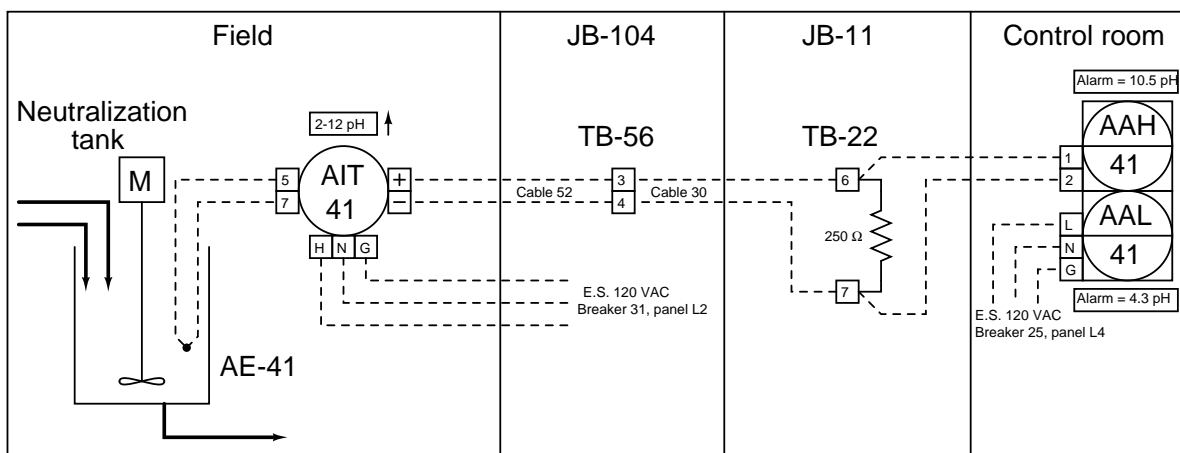 Field
JB-104
JB-11
Control room
Neutralization
tank
M
2-12 pH
5
7
AIT
41
+
−
H N G
AE-41
E.S. 120 VAC
Breaker 31, panel L2
Cable 52
TB-56
3
4
Cable 30
TB-22
6
250 Ω
7
Alarm = 10.5 pH
1
2
AAH
41
L
N
G
AAL
41
Alarm = 4.3 pH
E.S. 120 VAC
Breaker 25, panel L4